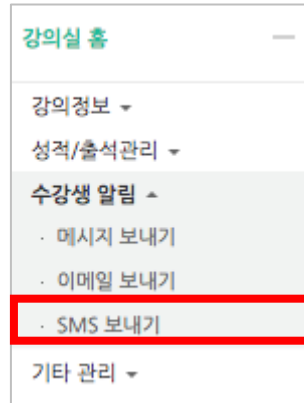 강의실 홈
강의정보
성적/출석관리
수강생 알림
· 메시지 보내기
· 이메일 보내기
· SMS 보내기
기타 관리